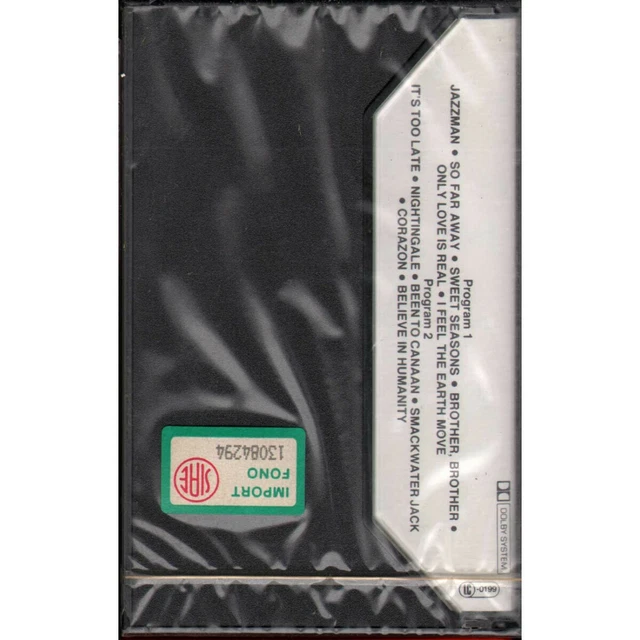 Program 1
JAZZMAN • SO FAR AWAY • SWEET SEASONS • BROTHER, BROTHER •
ONLY LOVE IS REAL • I FEEL THE EARTH MOVE
Program 2
IT'S TOO LATE • NIGHTINGALE • BEEN TO CANAAN • SMACKWATER JACK
• CORAZON • BELIEVE IN HUMANITY
DOLBY SYSTEM
-0199
IMPORT
FONO
SIAE
13084294